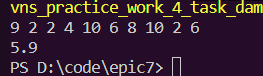 vns_practice_work_4_task_dam
9 2 2 4 10 6 8 10 2 6
5.9
PS D:\code\epic7>